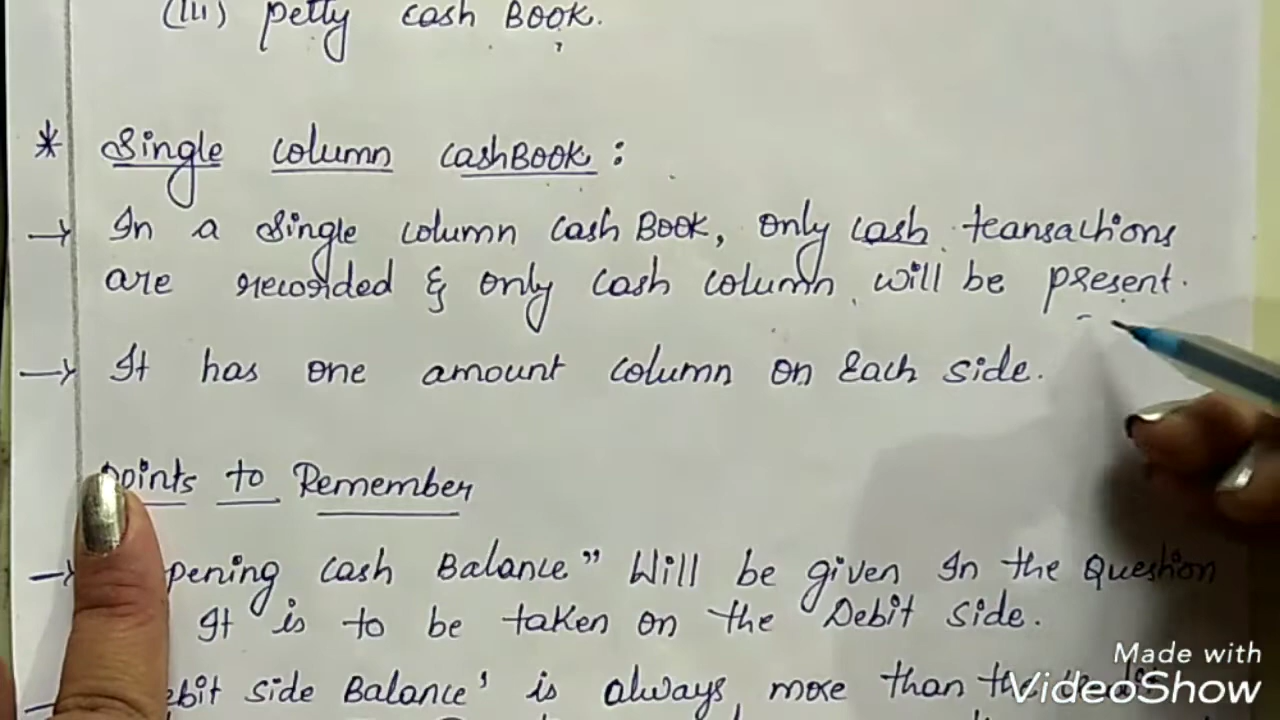 (iii) petty cash Book.
* Single column cashBook :
→ In a single column cash Book, only cash transactions
are recorded & only cash column will be present.
→ It has one amount column on Each side.
points to Remember
→ pening cash Balance” Will be given In the Question
It is to be taken on the Debit side.
→ ebit side Balance' is always more than the
Made with
VideoShow